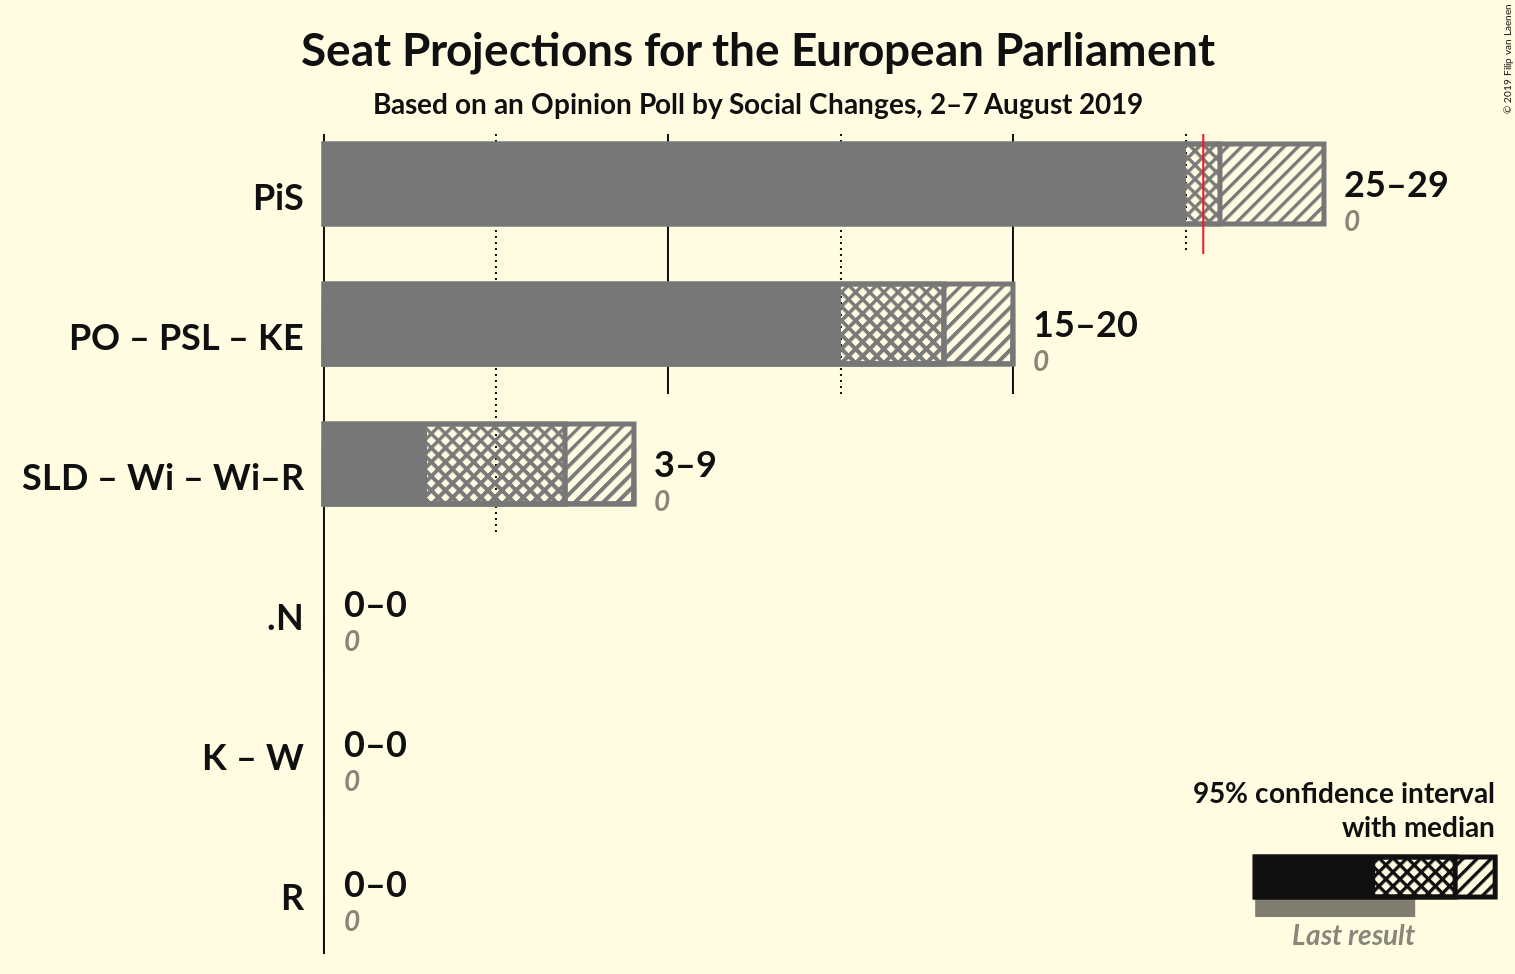 Seat Projections for the European Parliament
Based on an Opinion Poll by Social Changes, 2–7 August 2019
© 2019 Filip van Laenen
PiS
25–29
0
PO – PSL – KE
15–20
0
SLD – Wi – Wi–R
3–9
0
.N
0–0
0
K – W
0–0
0
R
0–0
0
95% confidence interval
with median
Last result